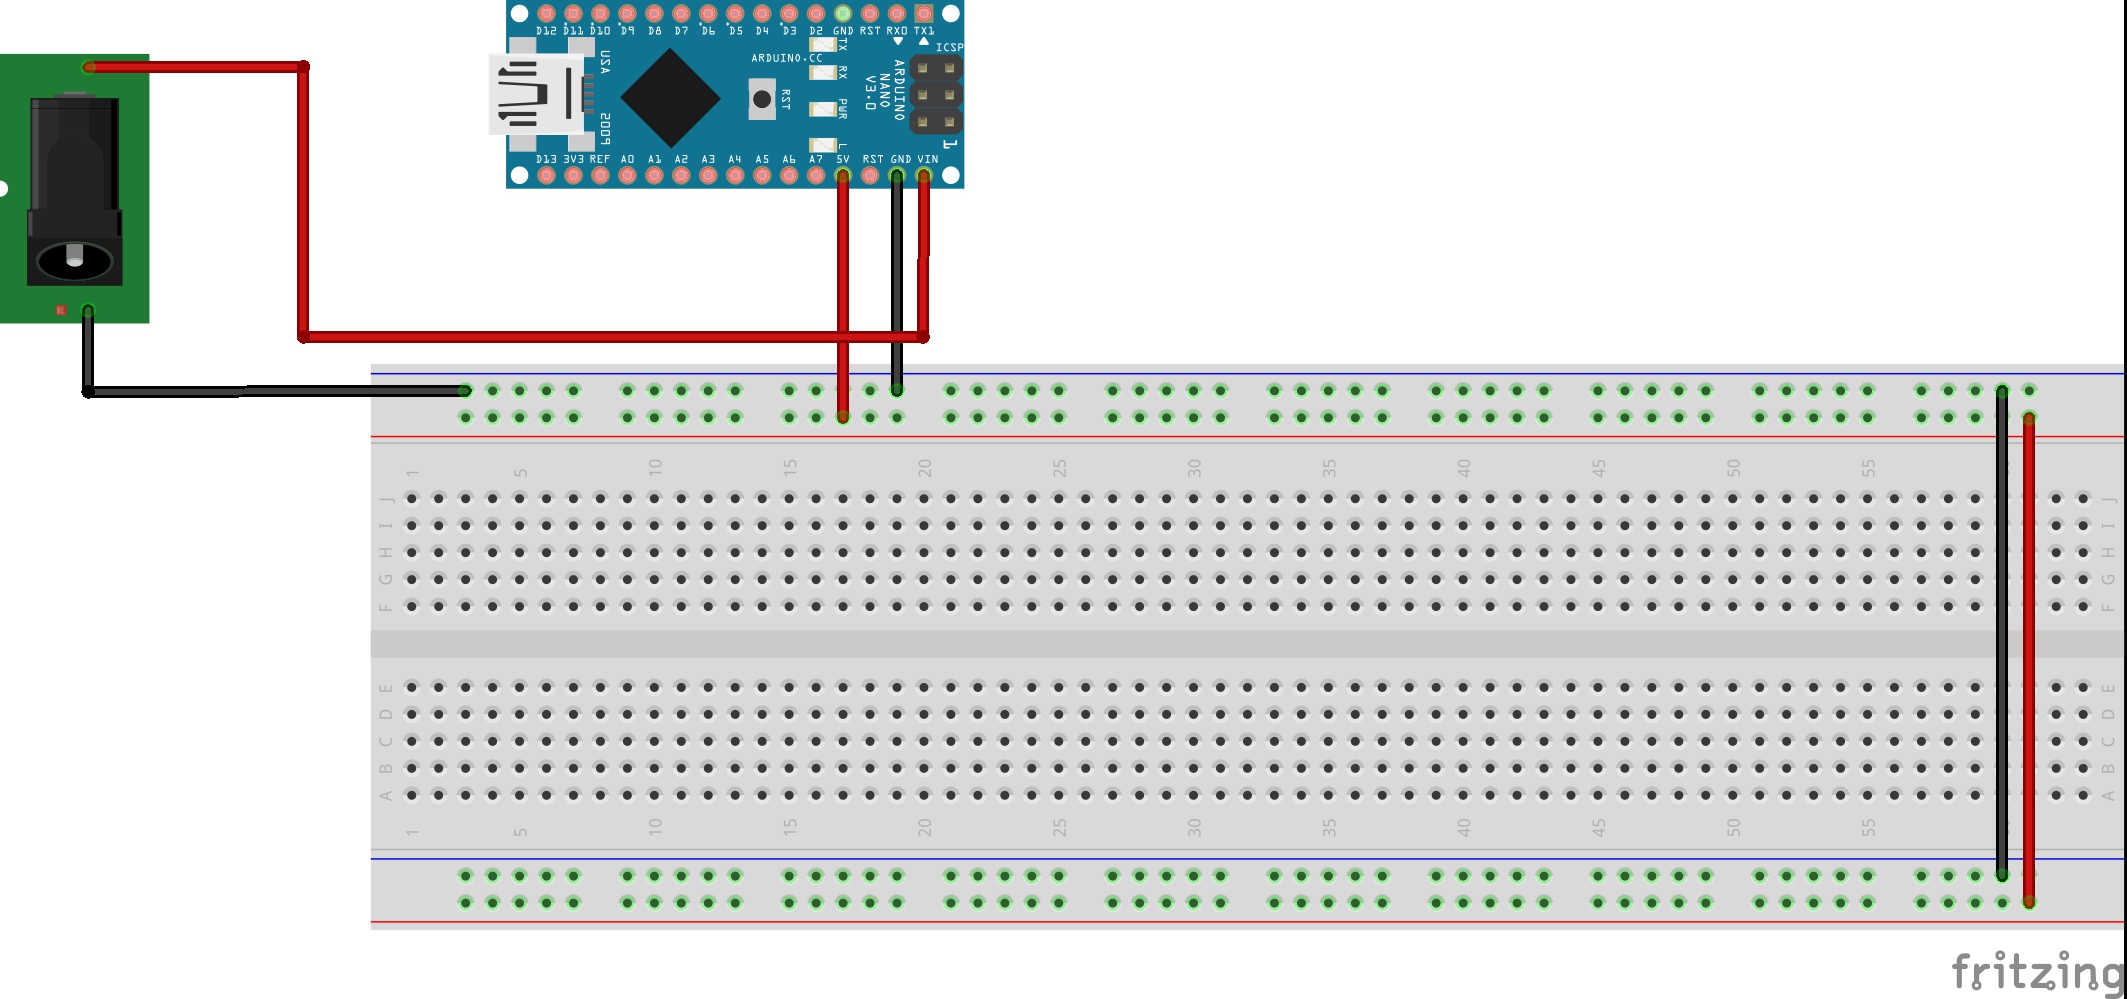 D12 D11 D10 D9 D8 D7 D6 D5 D4 D3 D2 GND RST RX0 TX1
ICSP
ARDUINO.CC
USA
TX
RX
PWR
L
RST
ARDUINO
NANO
V3.0
2009
1
D13 3V3 REF A0 A1 A2 A3 A4 A5 A6 A7 5V RST GND VIN
1 5 10 15 20 25 30 35 40 45 50 55
J J
I I
H H
G G
F F
E E
D D
C C
B B
A A
1 5 10 15 20 25 30 35 40 45 50 55
fritzing